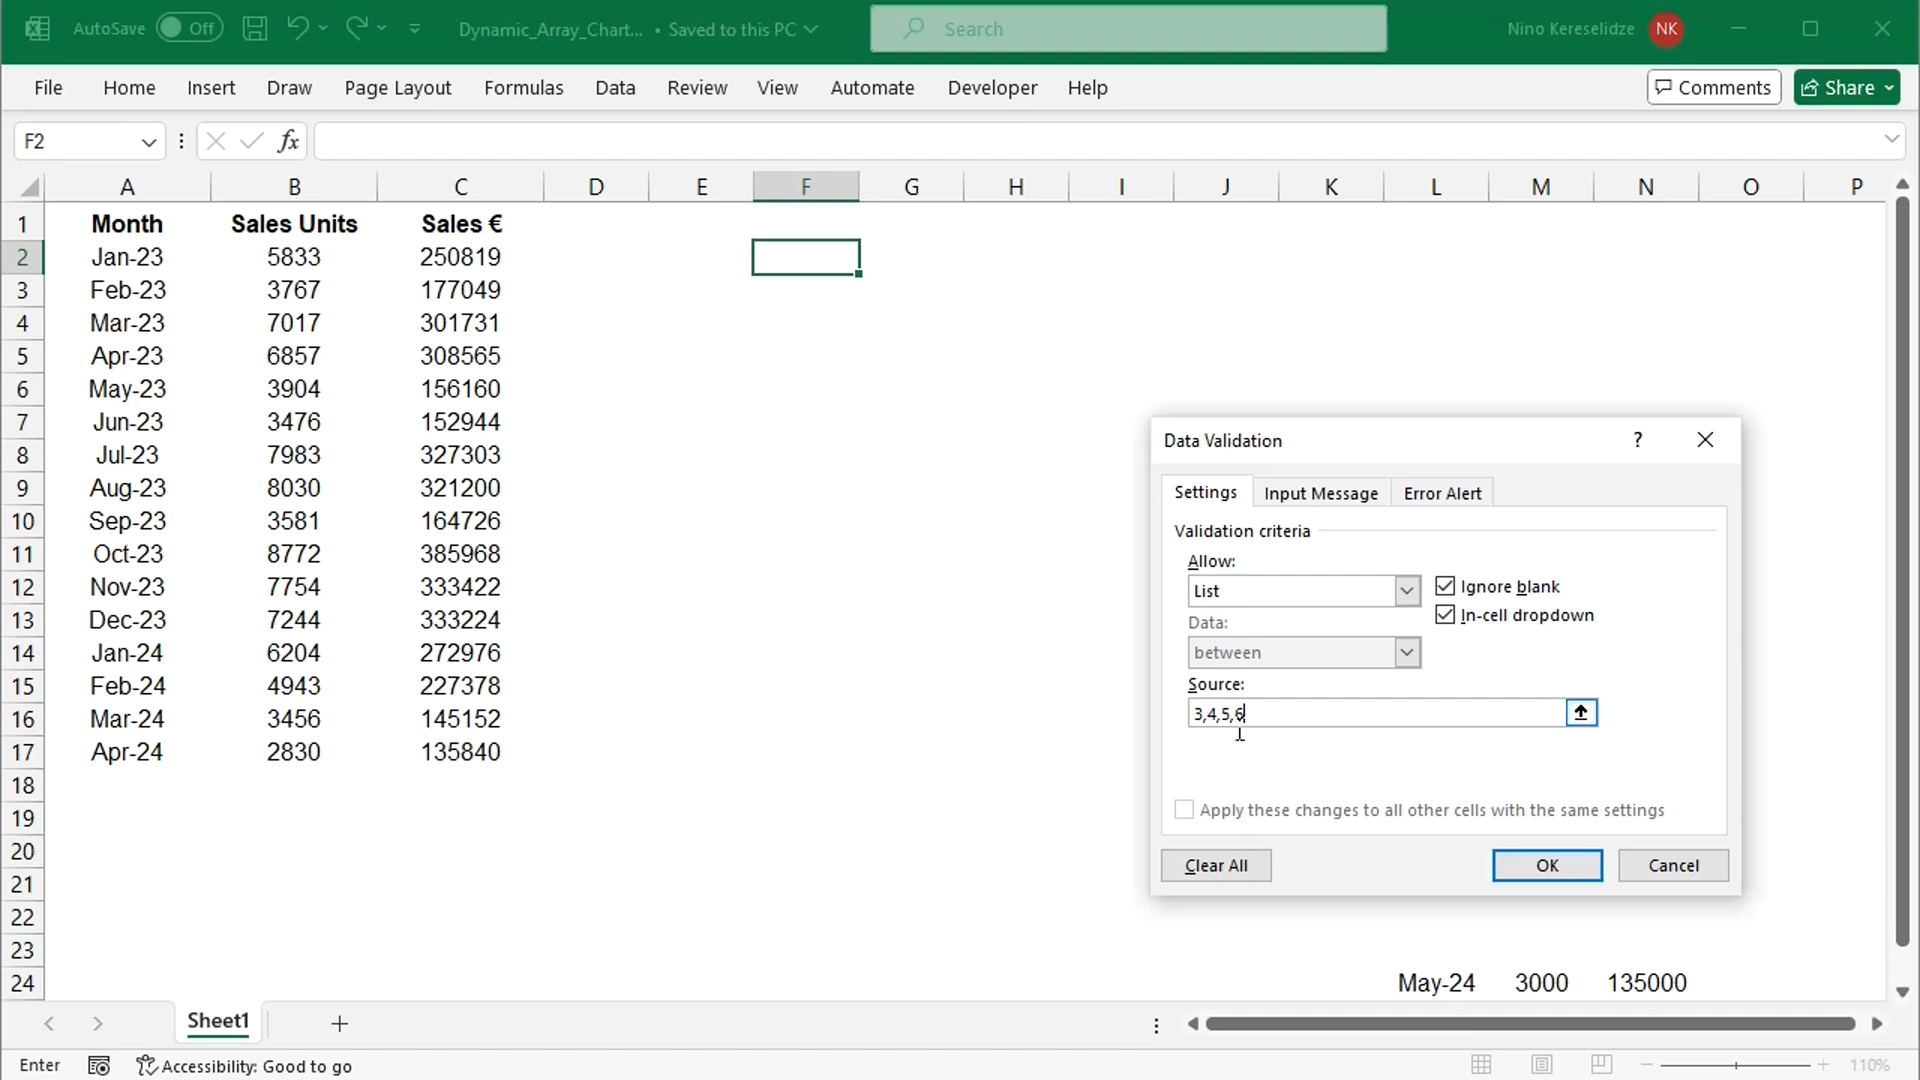 AutoSave Off Dynamic_Array_Chart... • Saved to this PC Search Nino Kereselidze NK
File Home Insert Draw Page Layout Formulas Data Review View Automate Developer Help Comments Share
F2 fx
A B C D E F G H I J K L M N O P
1 Month Sales Units Sales €
2 Jan-23 5833 250819
3 Feb-23 3767 177049
4 Mar-23 7017 301731
5 Apr-23 6857 308565
6 May-23 3904 156160
7 Jun-23 3476 152944
8 Jul-23 7983 327303
9 Aug-23 8030 321200
10 Sep-23 3581 164726
11 Oct-23 8772 385968
12 Nov-23 7754 333422
13 Dec-23 7244 333224
14 Jan-24 6204 272976
15 Feb-24 4943 227378
16 Mar-24 3456 145152
17 Apr-24 2830 135840
18
19
20
21
22
23
24 May-24 3000 135000
Data Validation ?
Settings Input Message Error Alert
Validation criteria
Allow:
List Ignore blank
In-cell dropdown
Data:
between
Source:
3,4,5,6
Apply these changes to all other cells with the same settings
Clear All OK Cancel
Sheet1
Enter Accessibility: Good to go 110%